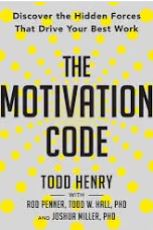 Discover the Hidden Forces
That Drive Your Best Work
THE
MOTIVATION
CODE
TODD HENRY
WITH
ROD PENNER, TODD W. HALL, PHD
AND JOSHUA MILLER, PHD